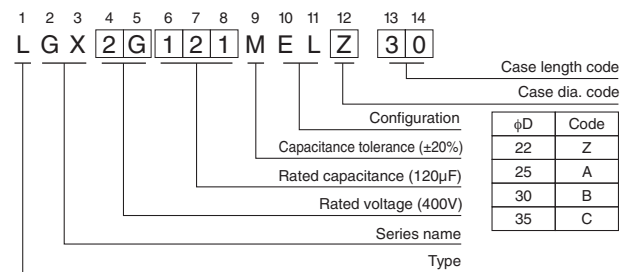 1 2 3 4 5 6 7 8 9 10 11 12 13 14
L G X 2 G 1 2 1 M E L Z 3 0
Case length code
Case dia. code
Configuration
Capacitance tolerance (±20%)
Rated capacitance (120µF)
Rated voltage (400V)
Series name
Type
ϕD Code
22 Z
25 A
30 B
35 C